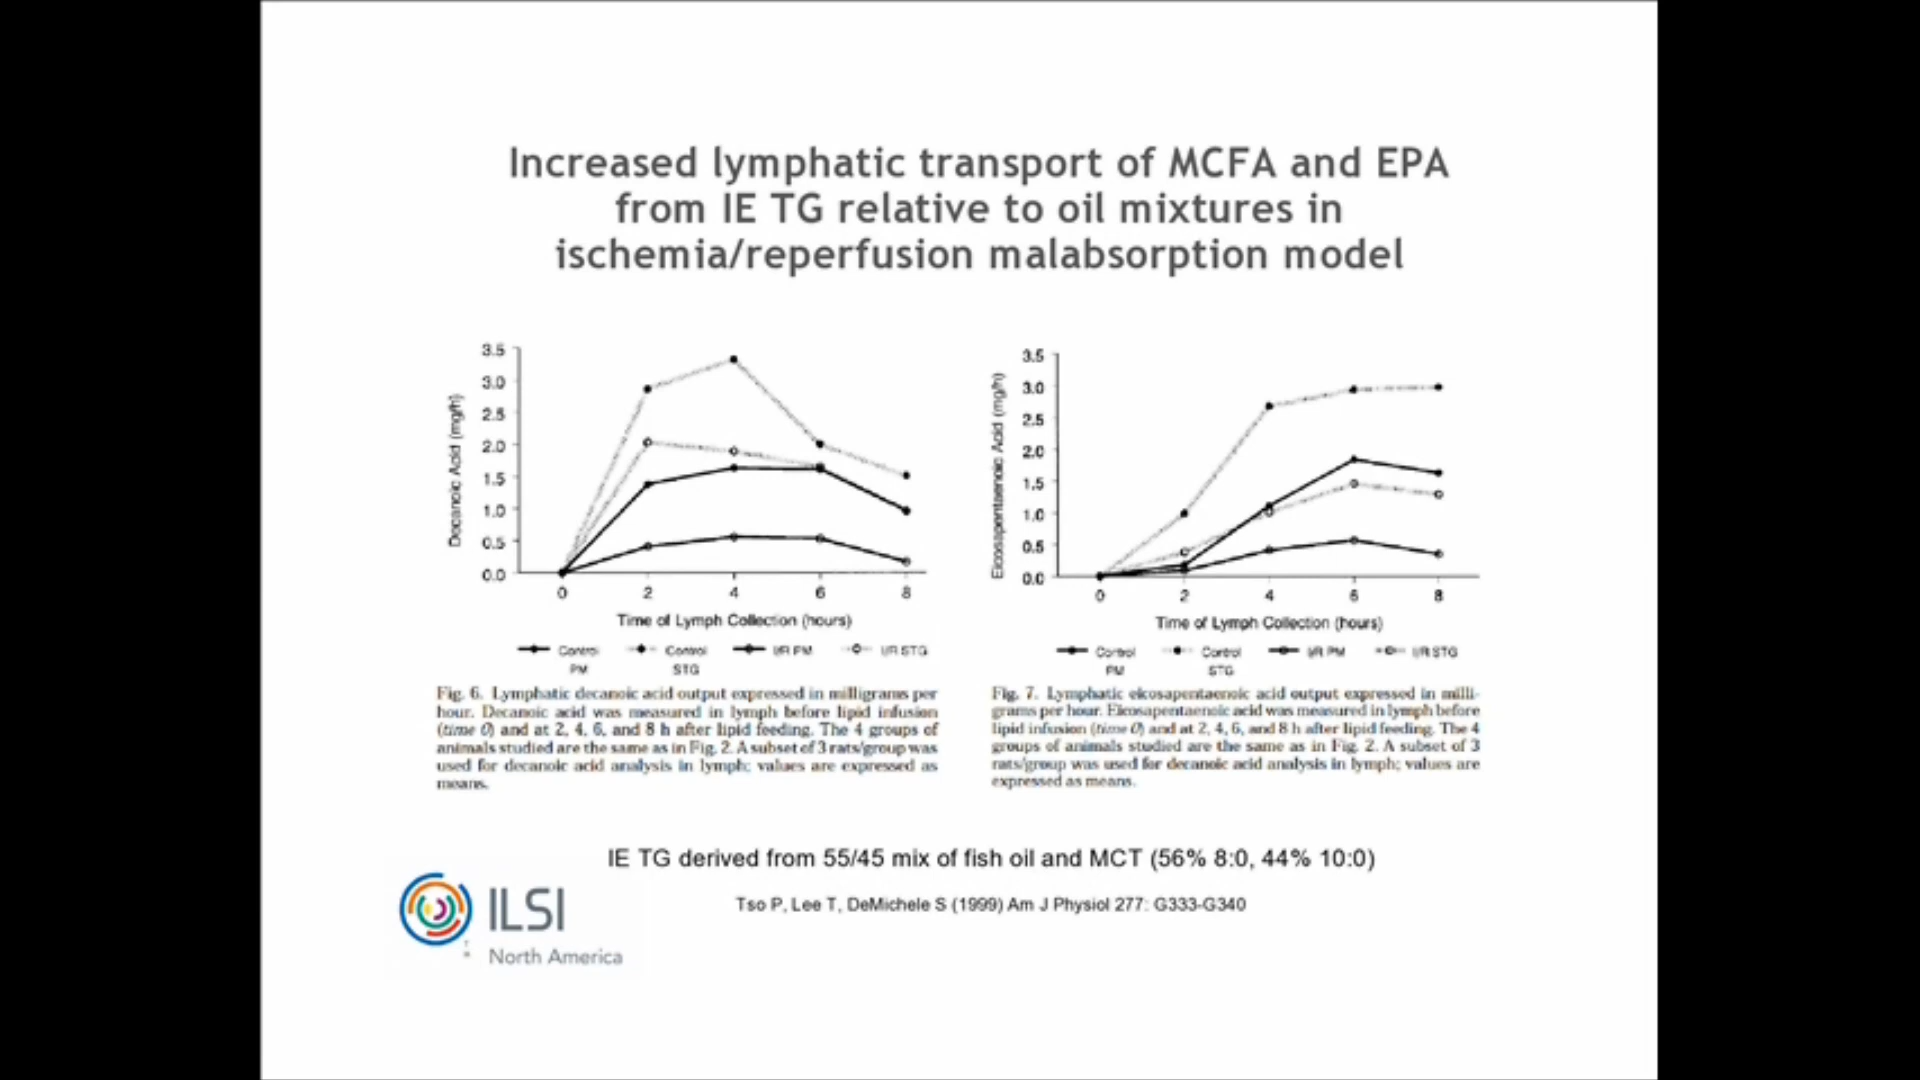 Increased lymphatic transport of MCFA and EPA
from IE TG relative to oil mixtures in
ischemia/reperfusion malabsorption model
3.5
3.0
2.5
2.0
1.5
1.0
0.5
0.0
Decanoic Acid (mg/h)
0 2 4 6 8
Time of Lymph Collection (hours)
Control PM
Control STG
I/R PM
I/R STG
Fig. 6. Lymphatic decanoic acid output expressed in milligrams per
hour. Decanoic acid was measured in lymph before lipid infusion
(time 0) and at 2, 4, 6, and 8 h after lipid feeding. The 4 groups of
animals studied are the same as in Fig. 2. A subset of 3 rats/group was
used for decanoic acid analysis in lymph; values are expressed as
means.
3.5
3.0
2.5
2.0
1.5
1.0
0.5
0.0
Eicosapentaenoic Acid (mg/h)
0 2 4 6 8
Time of Lymph Collection (hours)
Control PM
Control STG
I/R PM
I/R STG
Fig. 7. Lymphatic eicosapentaenoic acid output expressed in milli-
grams per hour. Eicosapentaenoic acid was measured in lymph before
lipid infusion (time 0) and at 2, 4, 6, and 8 h after lipid feeding. The 4
groups of animals studied are the same as in Fig. 2. A subset of 3
rats/group was used for decanoic acid analysis in lymph; values are
expressed as means.
IE TG derived from 55/45 mix of fish oil and MCT (56% 8:0, 44% 10:0)
Tso P, Lee T, DeMichele S (1999) Am J Physiol 277: G333-G340
ILSI
North America